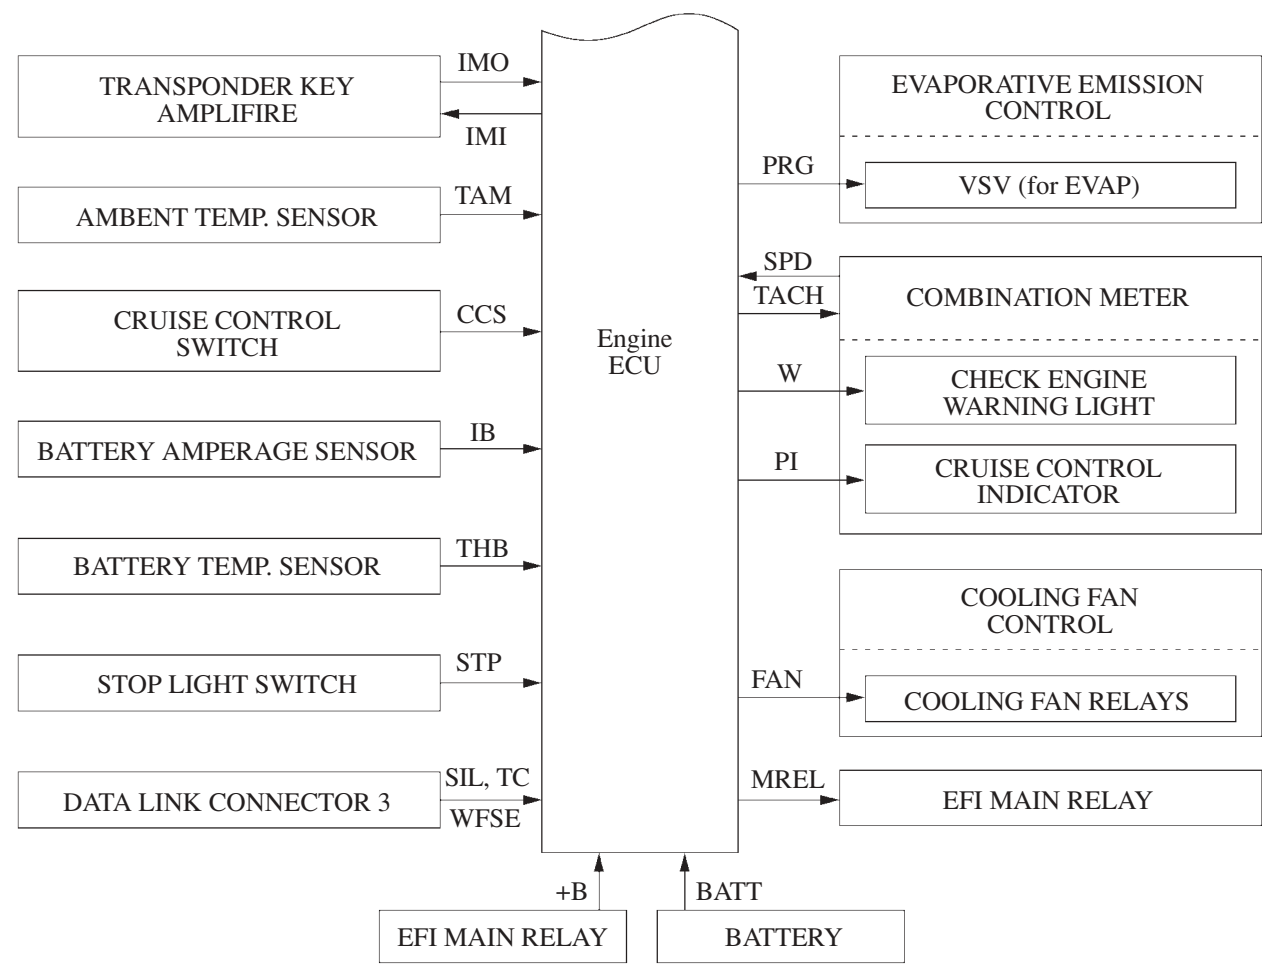 IMO
TRANSPONDER KEY
AMPLIFIRE
IMI
TAM
AMBENT TEMP. SENSOR
CCS
CRUISE CONTROL
SWITCH
IB
BATTERY AMPERAGE SENSOR
THB
BATTERY TEMP. SENSOR
STP
STOP LIGHT SWITCH
SIL, TC
DATA LINK CONNECTOR 3
WFSE
Engine
ECU
EVAPORATIVE EMISSION
CONTROL
PRG
VSV (for EVAP)
SPD
TACH
COMBINATION METER
W
CHECK ENGINE
WARNING LIGHT
PI
CRUISE CONTROL
INDICATOR
COOLING FAN
CONTROL
FAN
COOLING FAN RELAYS
MREL
EFI MAIN RELAY
+B
BATT
EFI MAIN RELAY
BATTERY